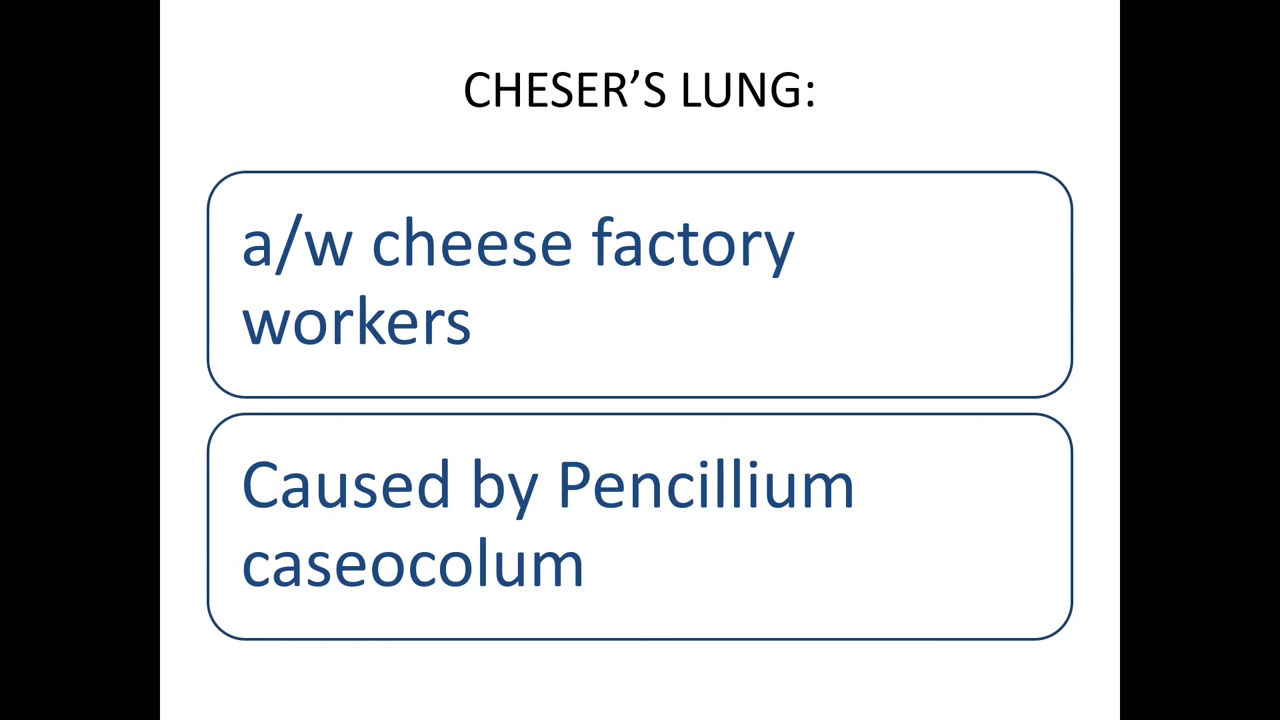 CHESER’S LUNG:
a/w cheese factory
workers
Caused by Pencillium
caseocolum